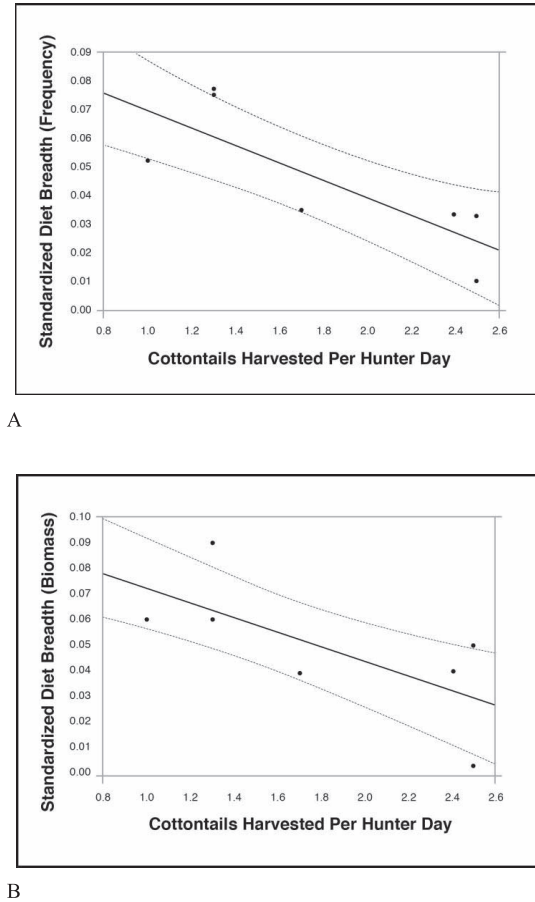 Standardized Diet Breadth (Frequency)
0.09
0.08
0.07
0.06
0.05
0.04
0.03
0.02
0.01
0.00
0.8 1.0 1.2 1.4 1.6 1.8 2.0 2.2 2.4 2.6
Cottontails Harvested Per Hunter Day
A
Standardized Diet Breadth (Biomass)
0.10
0.09
0.08
0.07
0.06
0.05
0.04
0.03
0.02
0.01
0.00
0.8 1.0 1.2 1.4 1.6 1.8 2.0 2.2 2.4 2.6
Cottontails Harvested Per Hunter Day
B